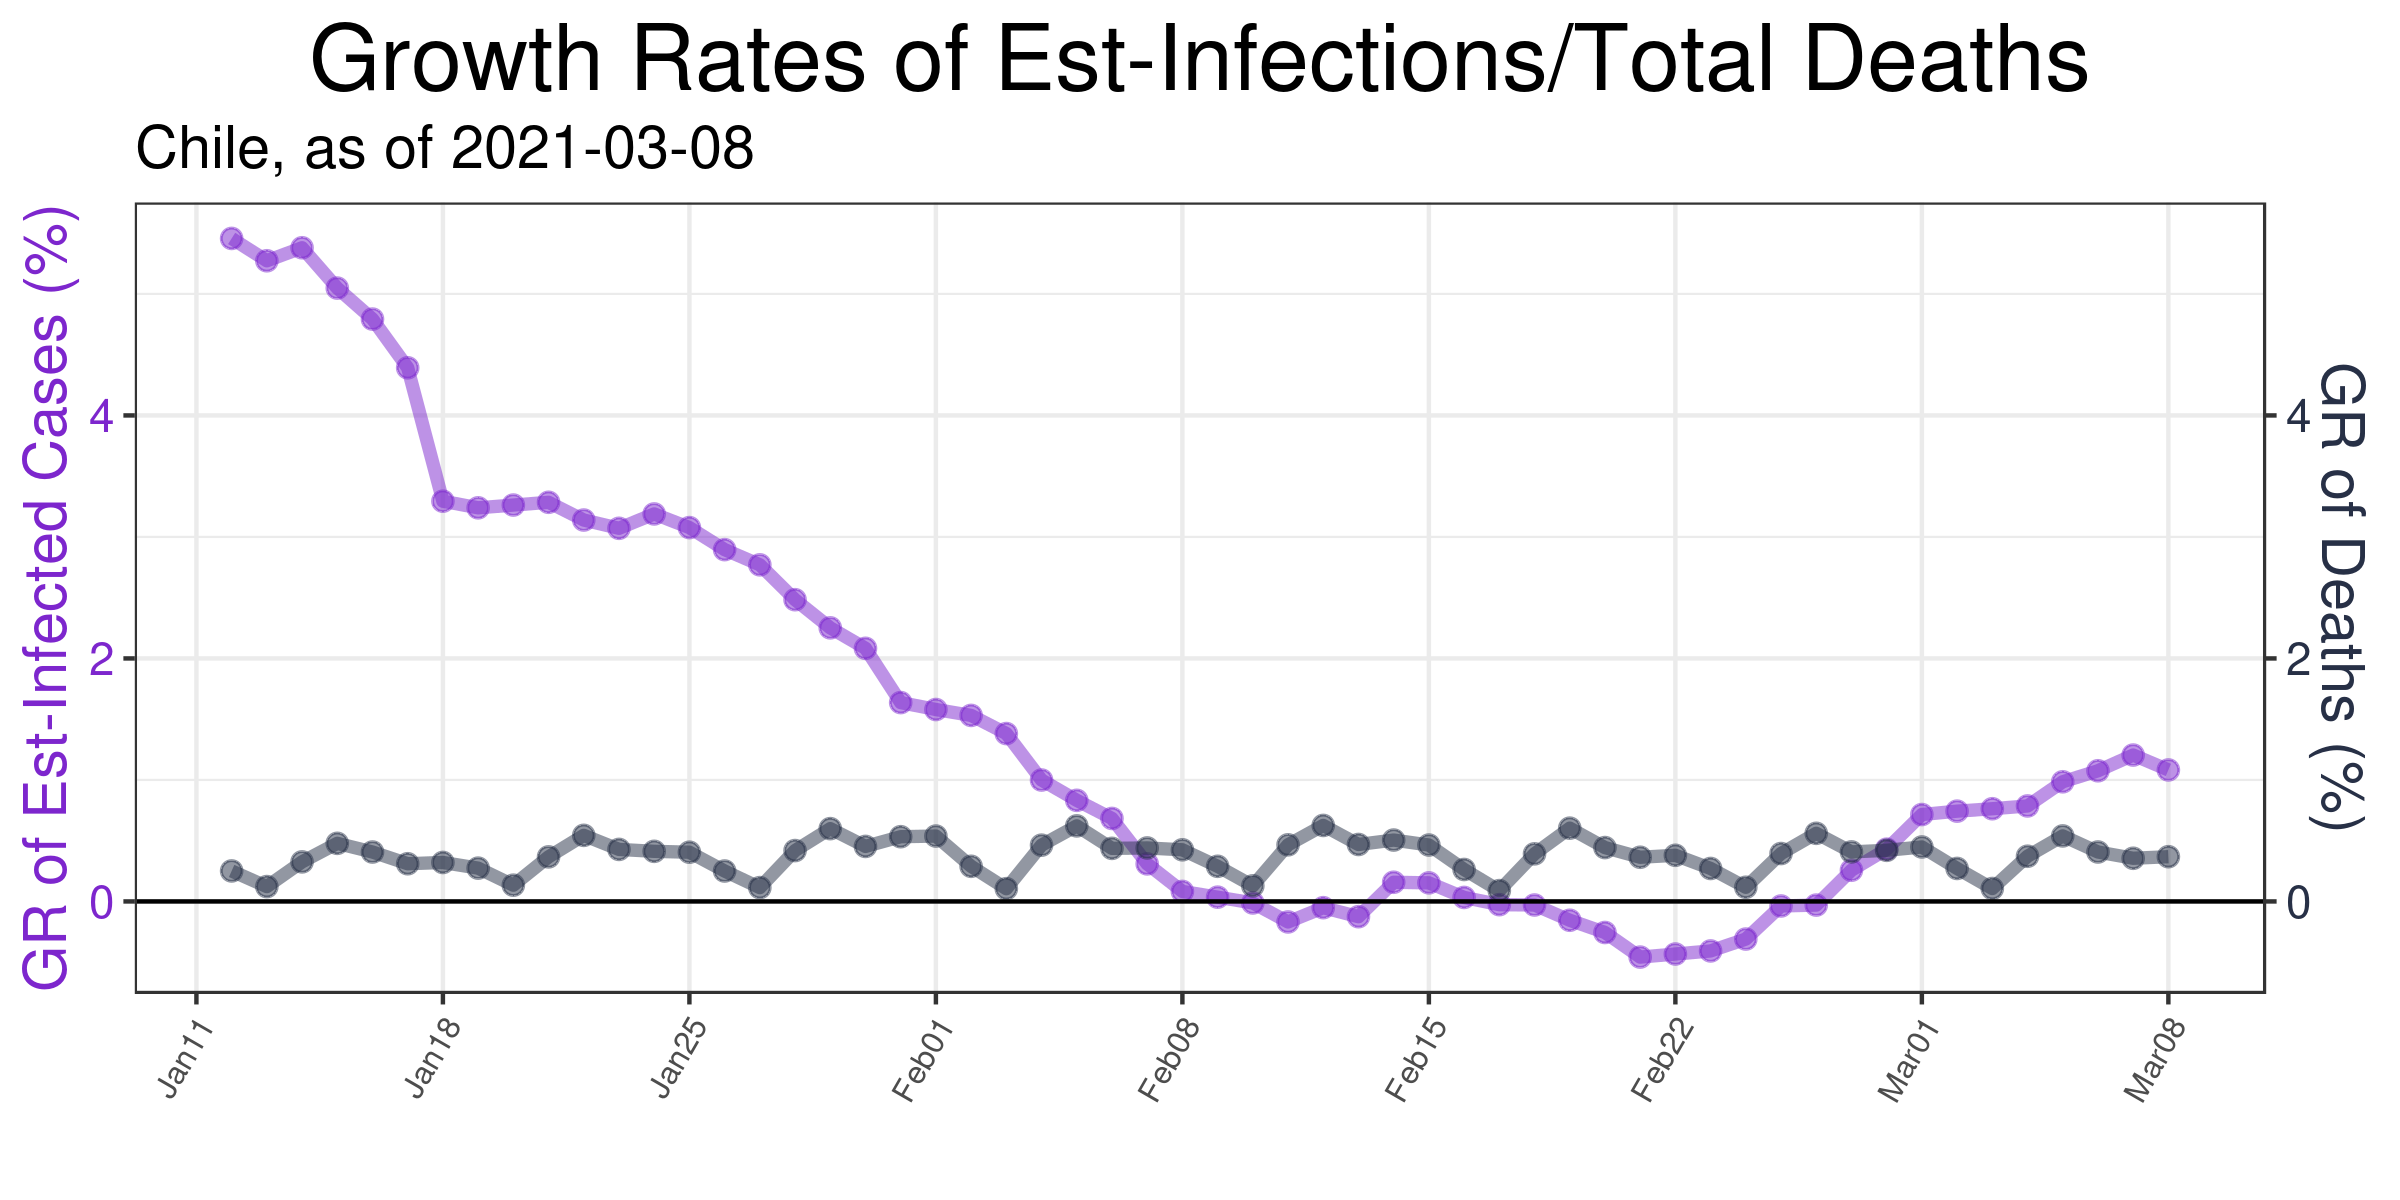 Growth Rates of Est-Infections/Total Deaths
Chile, as of 2021-03-08
GR of Est-Infected Cases (%)
4
2
0
4
2
0
GR of Deaths (%)
Jan11
Jan18
Jan25
Feb01
Feb08
Feb15
Feb22
Mar01
Mar08